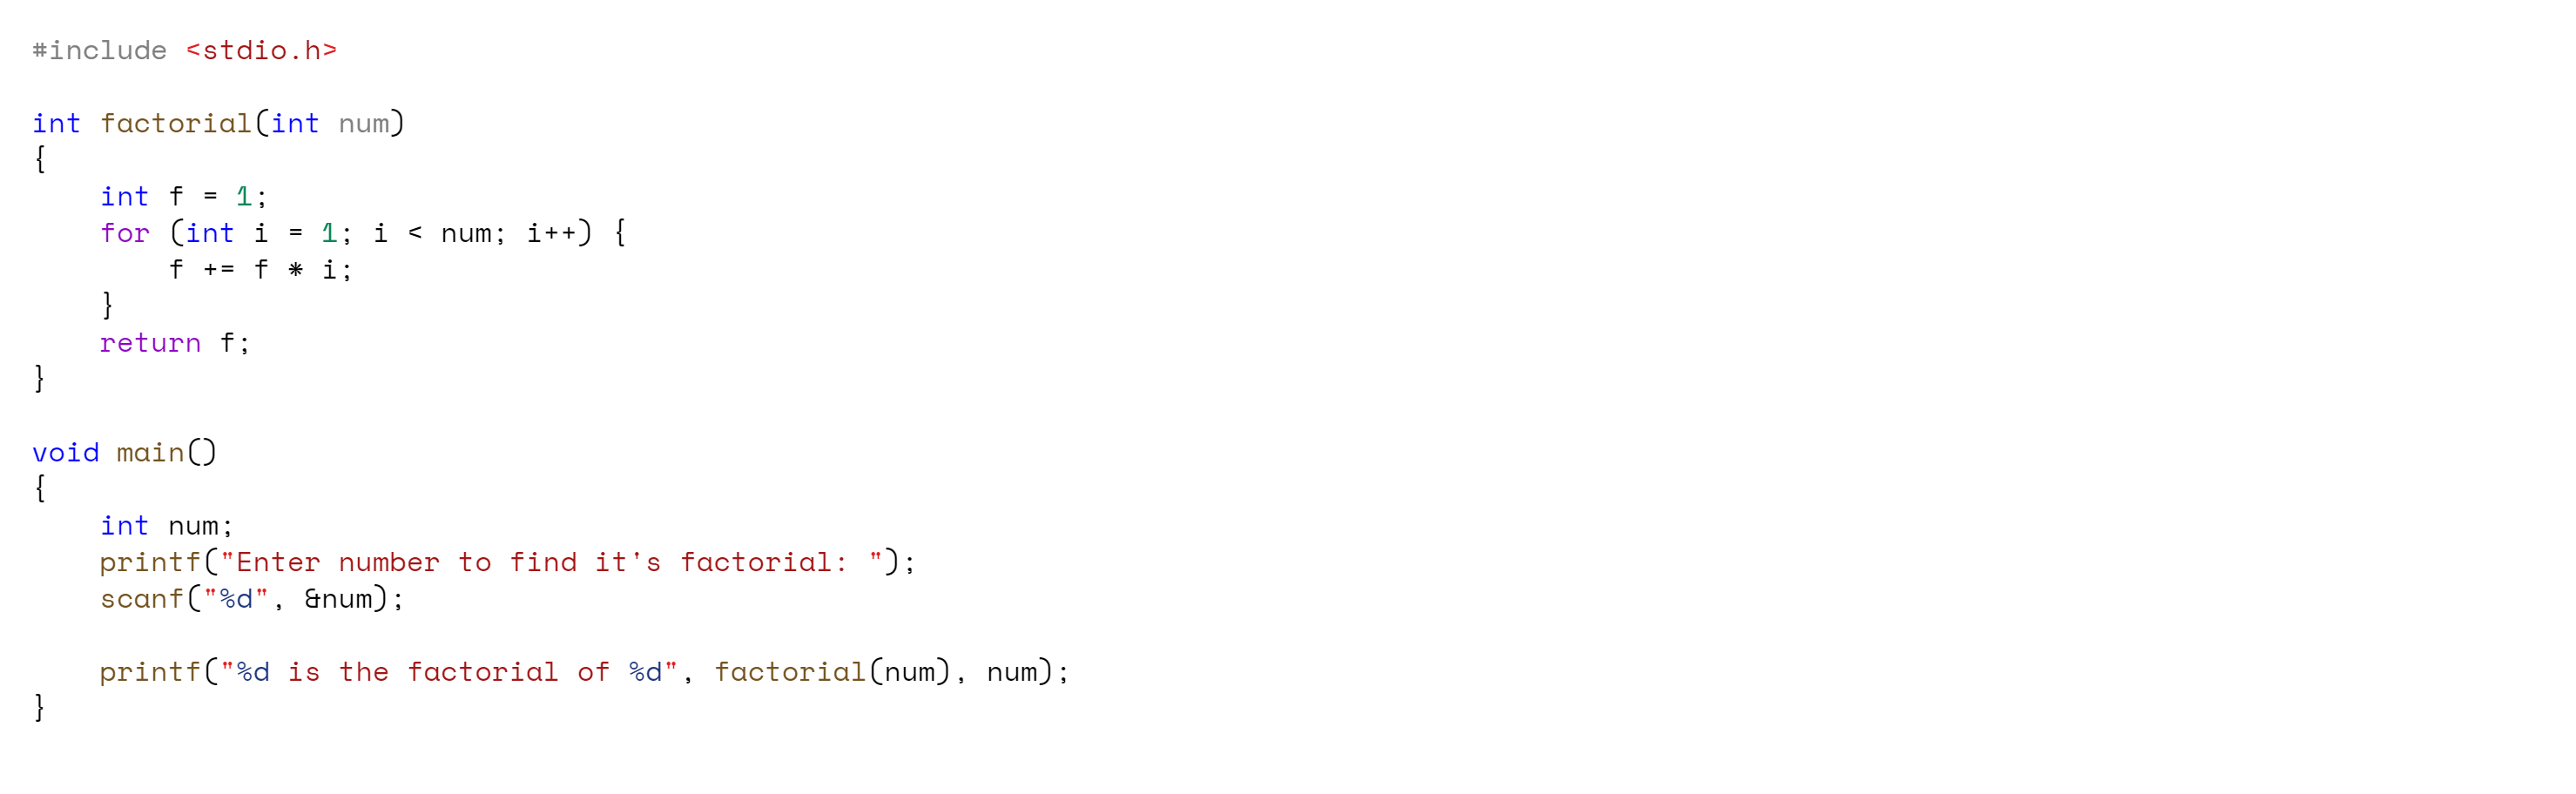 #include <stdio.h>
int factorial(int num)
{
int f = 1;
for (int i = 1; i < num; i++) {
f += f * i;
}
return f;
}
void main()
{
int num;
printf("Enter number to find it's factorial: ");
scanf("%d", &num);
printf("%d is the factorial of %d", factorial(num), num);
}